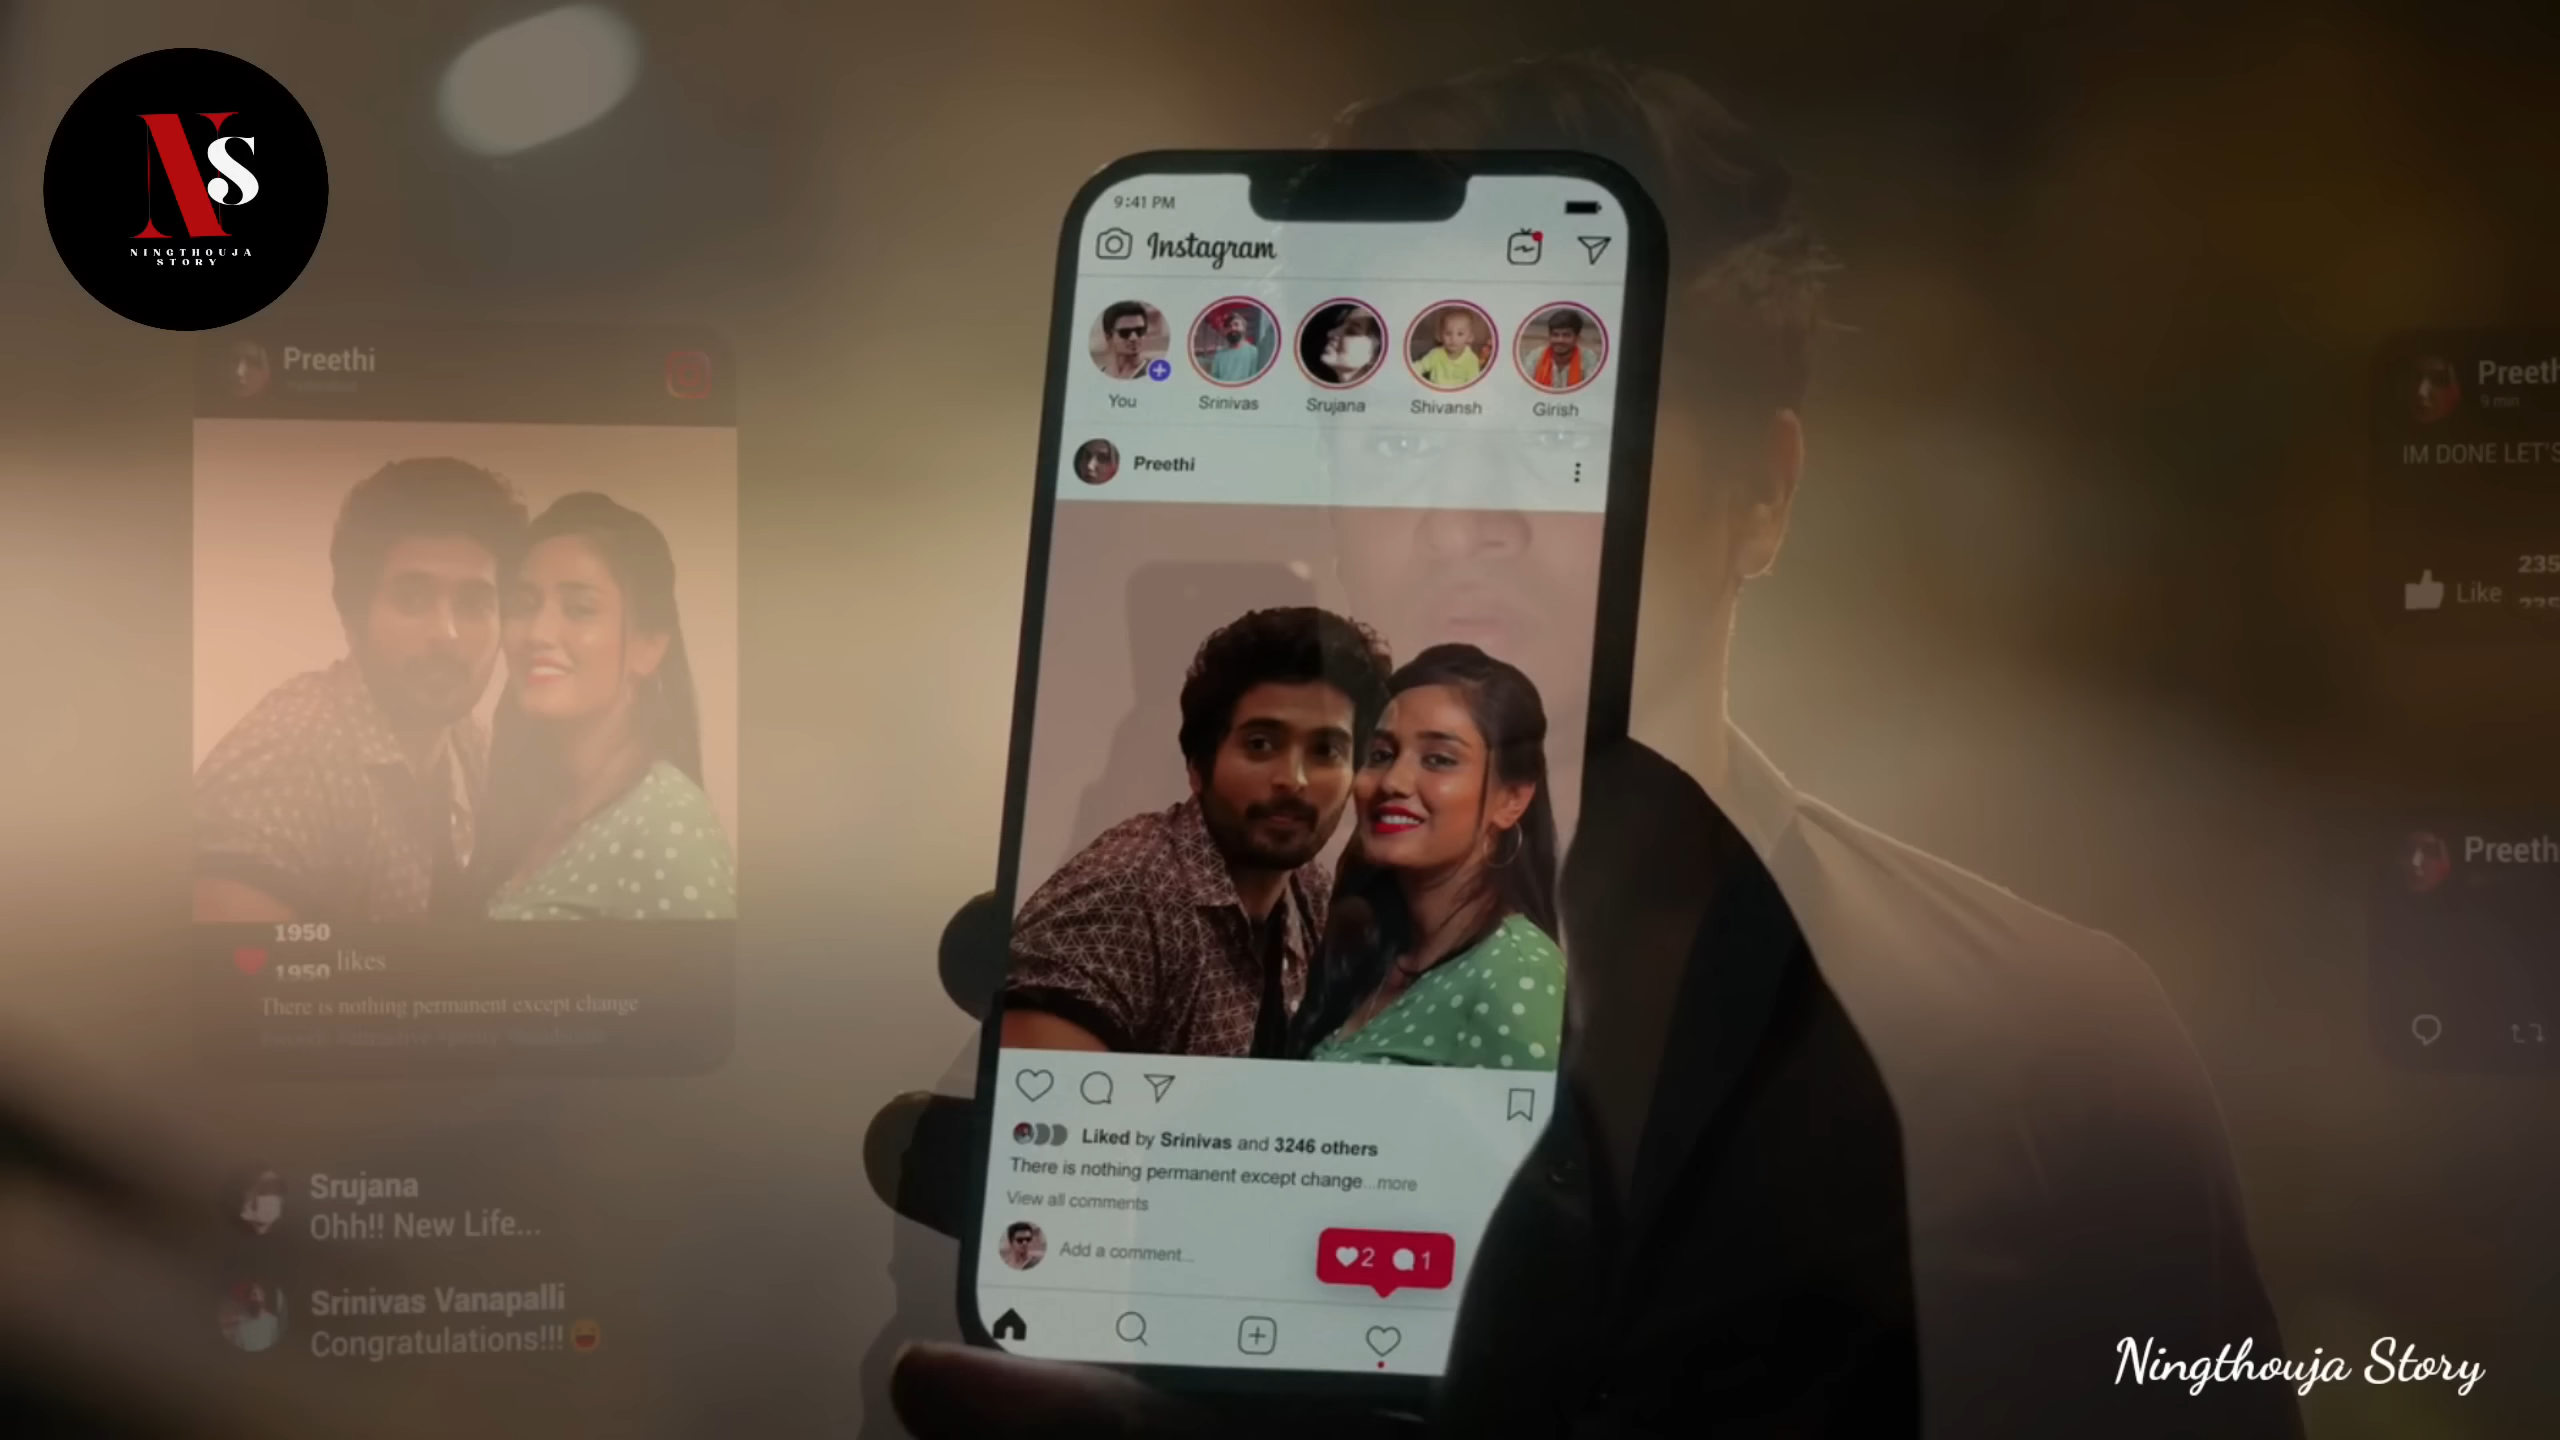 NS
NINGTHOUJA
STORY
Preethi
1950
1950 likes
There is nothing permanent except change
Srujana
Ohh!! New Life...
Srinivas Vanapalli
Congratulations!!!
9:41 PM
Instagram
You Srinivas Srujana Shivansh Girish
Preethi
Liked by Srinivas and 3246 others
There is nothing permanent except change...more
View all comments
Add a comment...
2 1
Preeth
9 min
IM DONE LET'S
235
Like 235
Preeth
Ningthouja Story